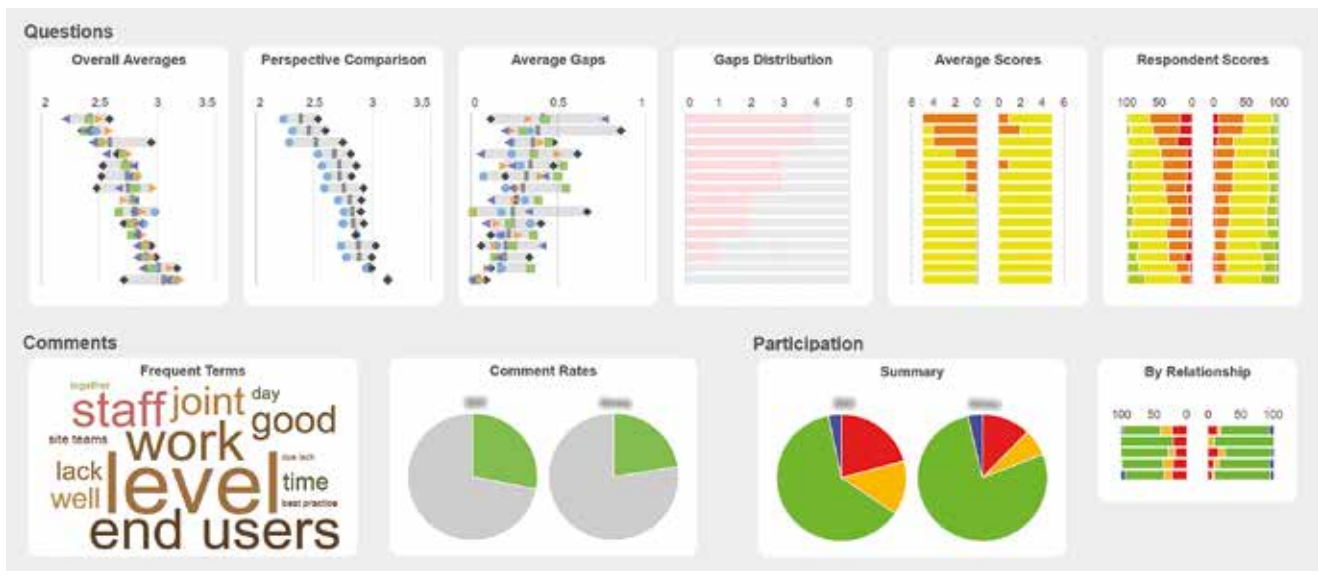 Questions
Overall Averages
2 2.5 3 3.5
Perspective Comparison
2 2.5 3 3.5
Average Gaps
0 0.5 1
Gaps Distribution
0 1 2 3 4 5
Average Scores
6 4 2 0 0 2 4 6
Respondent Scores
100 50 0 0 50 100
Comments
Frequent Terms
together
staff
joint
day
good
site teams
work
lack
well
level
time
best practice
end users
Comment Rates
Participation
Summary
By Relationship
100 50 0 0 50 100